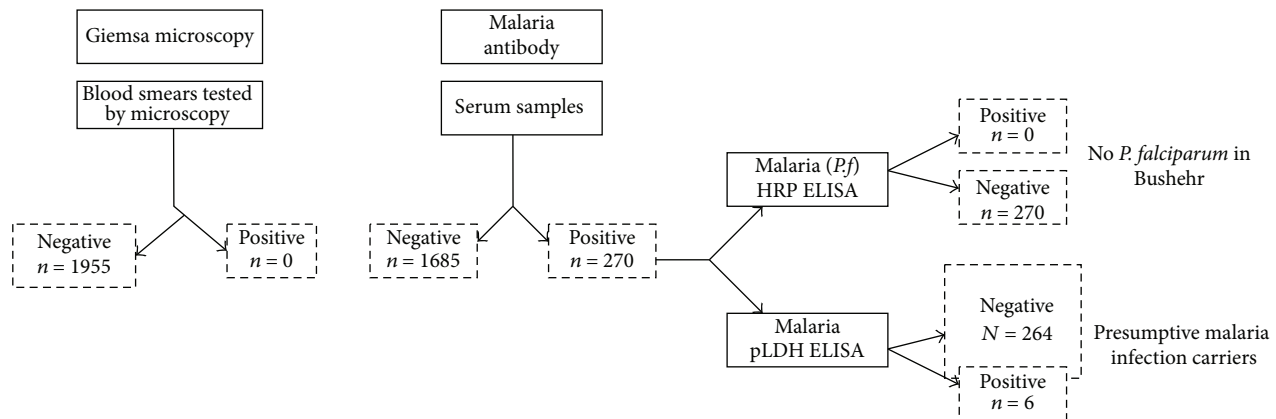 Giemsa microscopy
Blood smears tested
by microscopy
Negative
n = 1955
Positive
n = 0
Malaria
antibody
Serum samples
Negative
n = 1685
Positive
n = 270
Malaria (P.f)
HRP ELISA
Positive
n = 0
Negative
n = 270
No P. falciparum in
Bushehr
Malaria
pLDH ELISA
Negative
N = 264
Positive
n = 6
Presumptive malaria
infection carriers